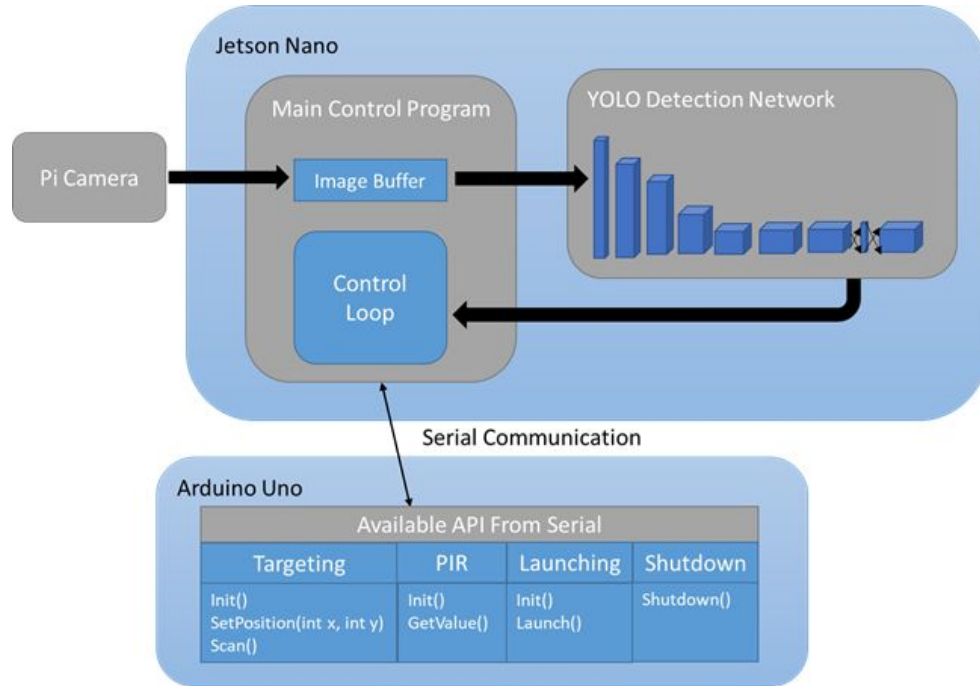 Jetson Nano
Main Control Program
YOLO Detection Network
Pi Camera
Image Buffer
Control
Loop
Serial Communication
Arduino Uno
Available API From Serial
Targeting PIR Launching Shutdown
Init() Init() Init() Shutdown()
SetPosition(int x, int y) GetValue() Launch()
Scan()